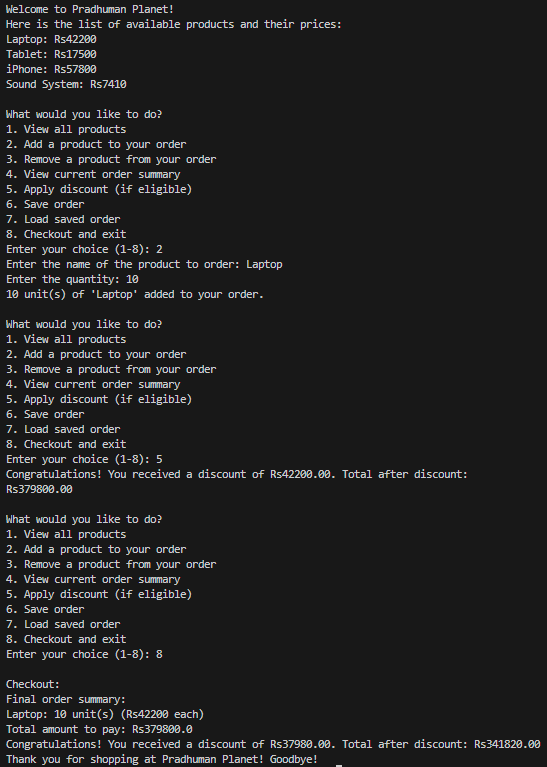 Welcome to Pradhuman Planet!
Here is the list of available products and their prices:
Laptop: Rs42200
Tablet: Rs17500
iPhone: Rs57800
Sound System: Rs7410
What would you like to do?
1. View all products
2. Add a product to your order
3. Remove a product from your order
4. View current order summary
5. Apply discount (if eligible)
6. Save order
7. Load saved order
8. Checkout and exit
Enter your choice (1-8): 2
Enter the name of the product to order: Laptop
Enter the quantity: 10
10 unit(s) of 'Laptop' added to your order.
What would you like to do?
1. View all products
2. Add a product to your order
3. Remove a product from your order
4. View current order summary
5. Apply discount (if eligible)
6. Save order
7. Load saved order
8. Checkout and exit
Enter your choice (1-8): 5
Congratulations! You received a discount of Rs42200.00. Total after discount:
Rs379800.00
What would you like to do?
1. View all products
2. Add a product to your order
3. Remove a product from your order
4. View current order summary
5. Apply discount (if eligible)
6. Save order
7. Load saved order
8. Checkout and exit
Enter your choice (1-8): 8
Checkout:
Final order summary:
Laptop: 10 unit(s) (Rs42200 each)
Total amount to pay: Rs379800.0
Congratulations! You received a discount of Rs37980.00. Total after discount: Rs341820.00
Thank you for shopping at Pradhuman Planet! Goodbye!